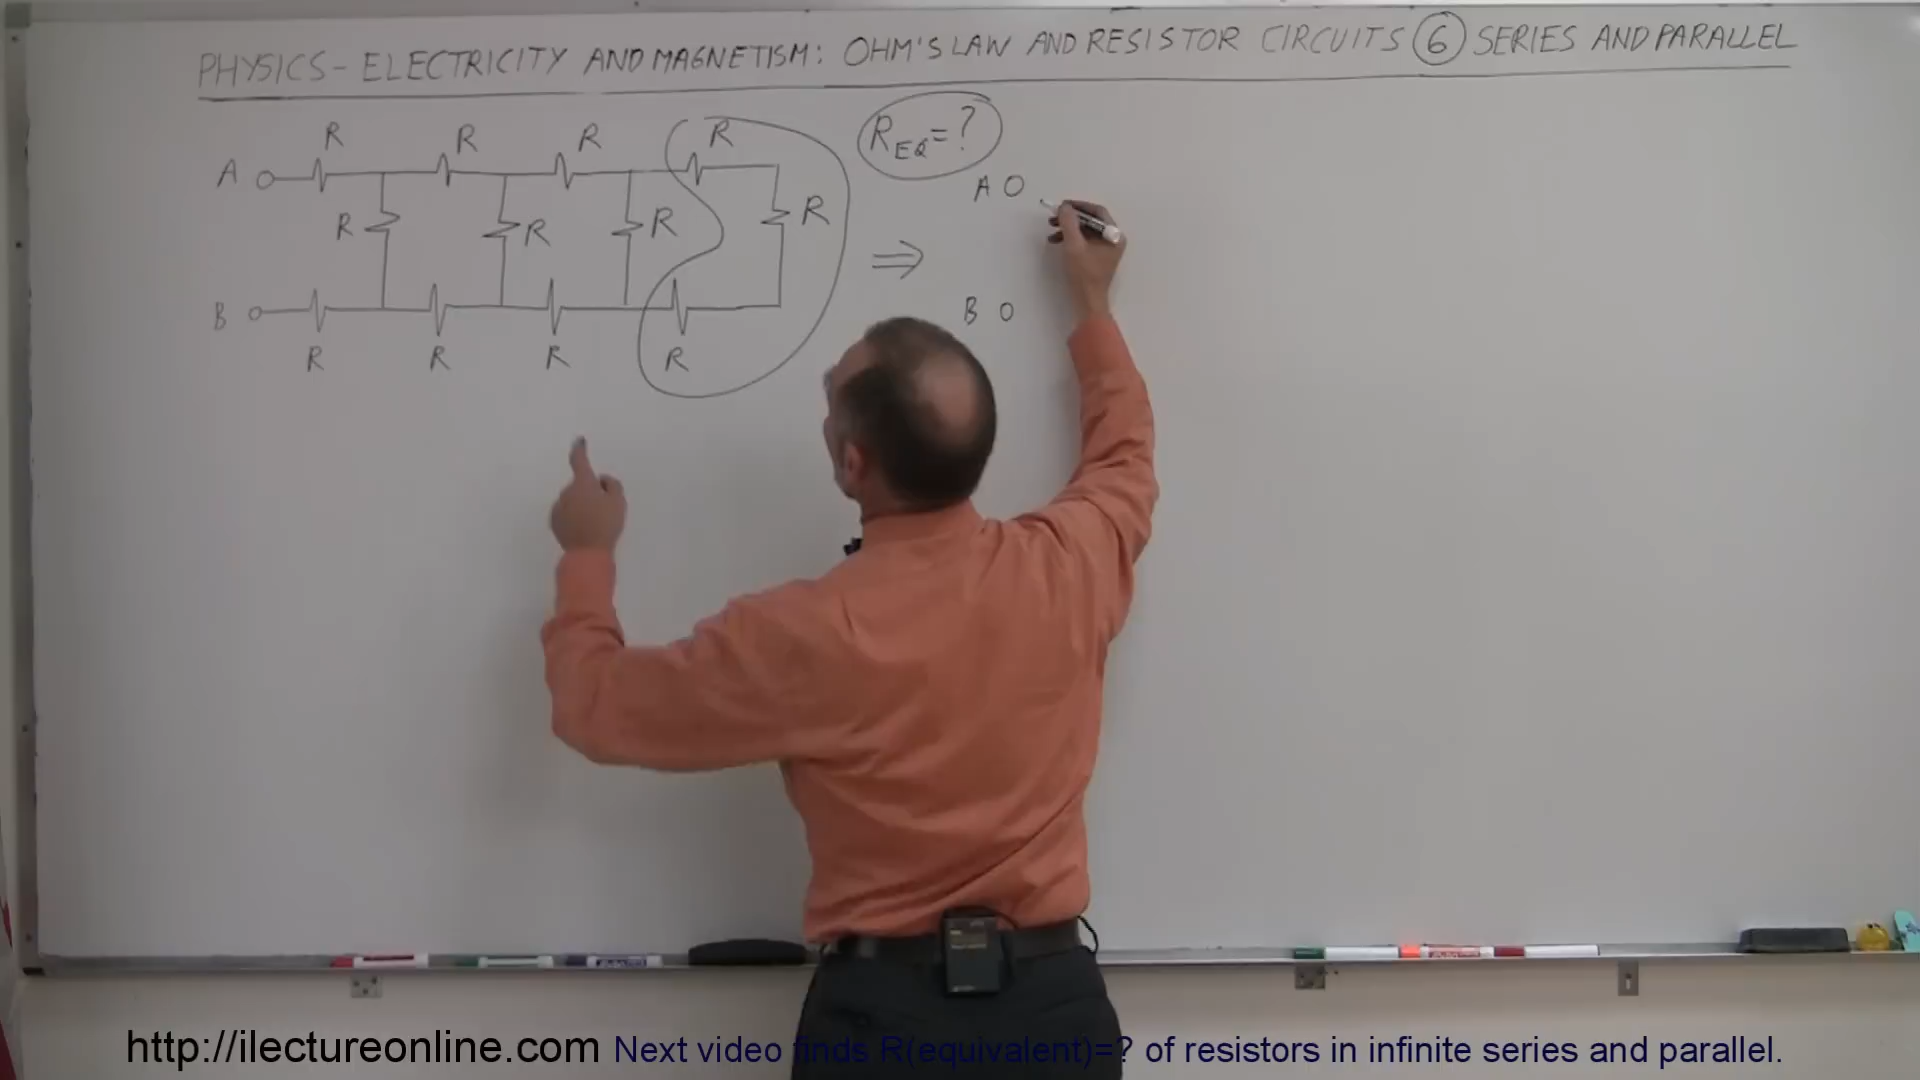 PHYSICS - ELECTRICITY AND MAGNETISM: OHM'S LAW AND RESISTOR CIRCUITS 6 SERIES AND PARALLEL
R R R R
REQ = ?
A
A
R R R R
⇒
B
B
R R R R
http://ilectureonline.com Next video finds R(equivalent)=? of resistors in infinite series and parallel.